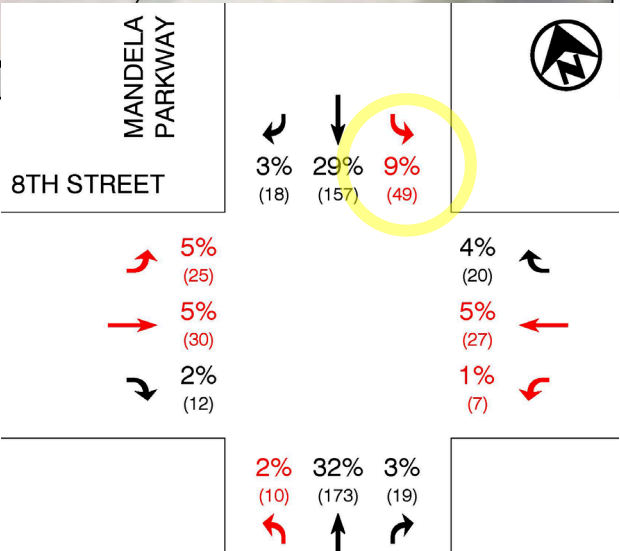 MANDELA
PARKWAY
N
8TH STREET
3% 29% 9%
(18) (157) (49)
5%
(25)
5%
(30)
2%
(12)
4%
(20)
5%
(27)
1%
(7)
2% 32% 3%
(10) (173) (19)